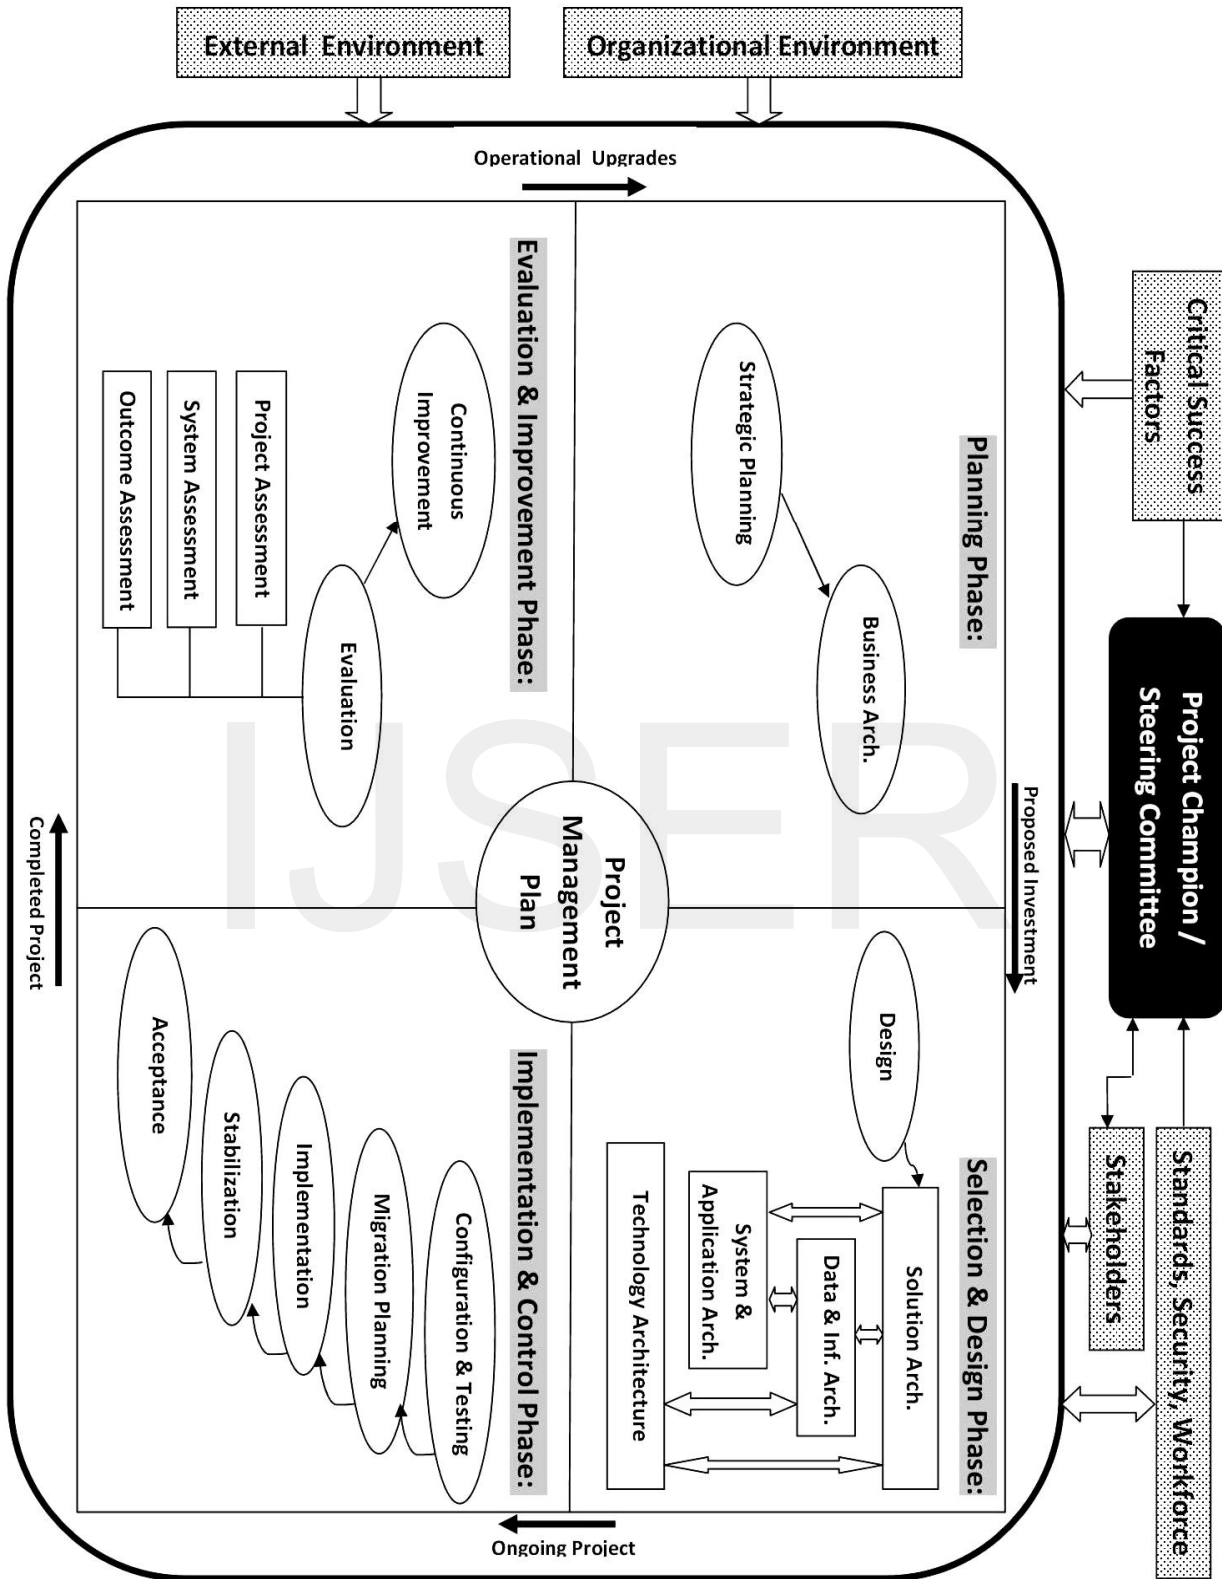 External Environment
Organizational Environment
Operational Upgrades
Critical Success
Factors
Project Champion /
Steering Committee
Standards, Security, Workforce
Stakeholders
Planning Phase:
Strategic Planning
Business Arch.
Proposed Investment
Selection & Design Phase:
Design
Solution Arch.
Data & Inf. Arch.
System &
Application Arch.
Technology Architecture
Project
Management
Plan
Evaluation & Improvement Phase:
Continuous
Improvement
Evaluation
Project Assessment
System Assessment
Outcome Assessment
Implementation & Control Phase:
Configuration & Testing
Migration Planning
Implementation
Stabilization
Acceptance
Ongoing Project
Completed Project
IJSER